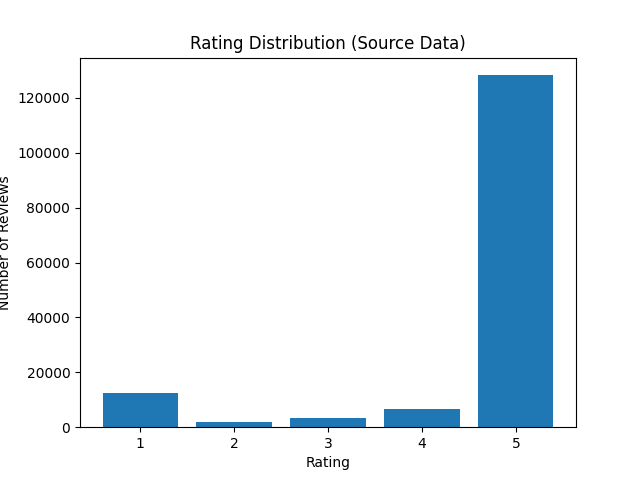 Rating Distribution (Source Data)
120000
100000
80000
60000
40000
20000
0
Number of Reviews
1 2 3 4 5
Rating